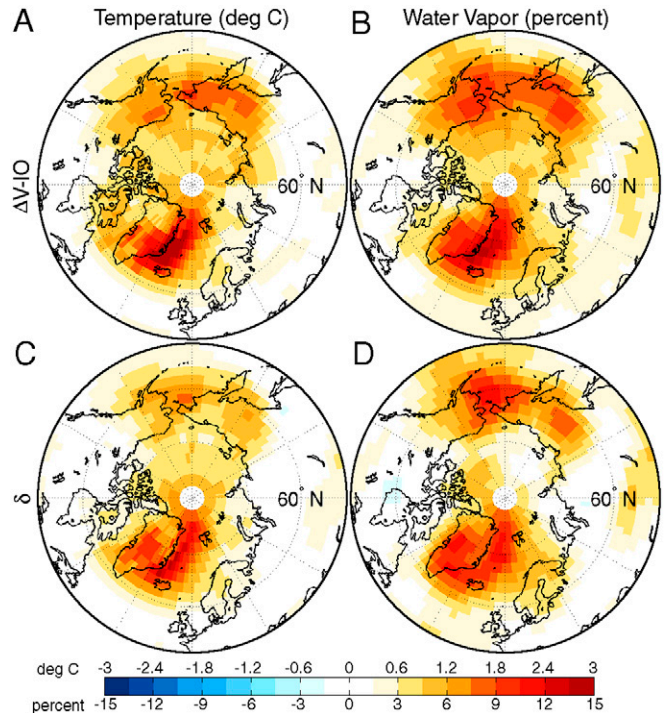 Temperature (deg C)
Water Vapor (percent)
A
B
ΔV-IO
60° N
60° N
C
D
δ
60° N
60° N
deg C -3 -2.4 -1.8 -1.2 -0.6 0 0.6 1.2 1.8 2.4 3
percent -15 -12 -9 -6 -3 0 3 6 9 12 15